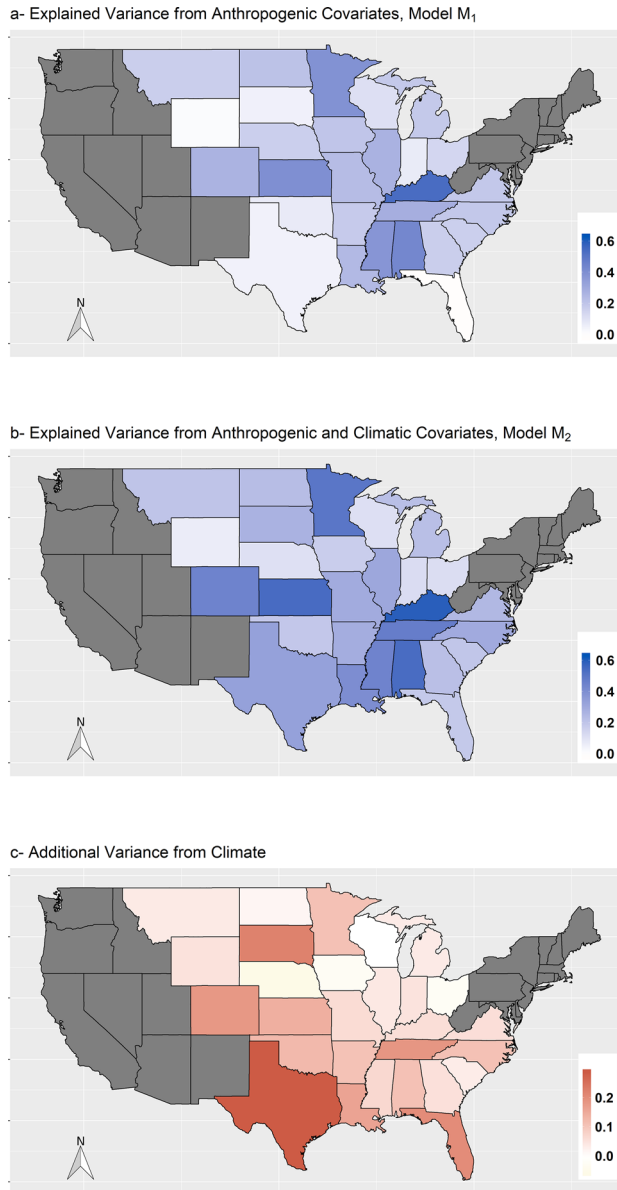 a- Explained Variance from Anthropogenic Covariates, Model M₁
N
0.6
0.4
0.2
0.0
b- Explained Variance from Anthropogenic and Climatic Covariates, Model M₂
N
0.6
0.4
0.2
0.0
c- Additional Variance from Climate
N
0.2
0.1
0.0